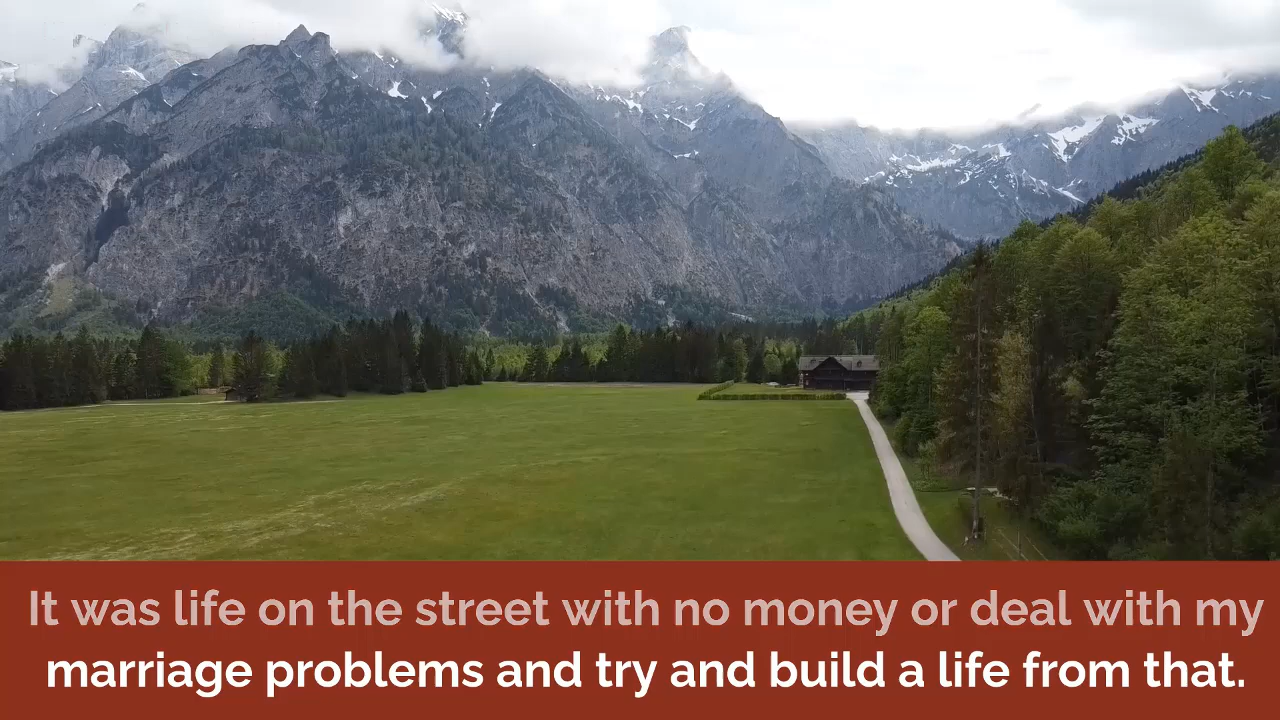 It was life on the street with no money or deal with my
marriage problems and try and build a life from that.